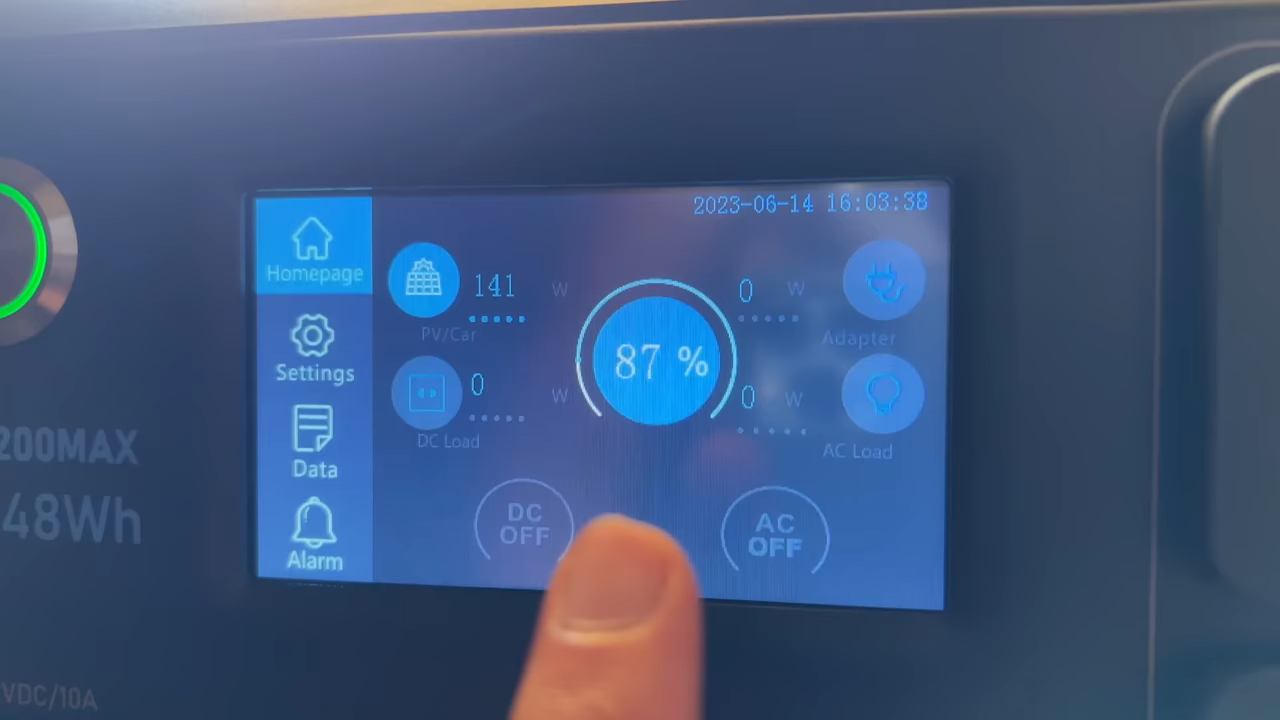 2023-06-14 16:03:38
Homepage
Settings
Data
Alarm
141 W
PV/Car
0 W
DC Load
87 %
0 W
Adapter
0 W
AC Load
DC
OFF
AC
OFF
200MAX
48Wh
VDC/10A